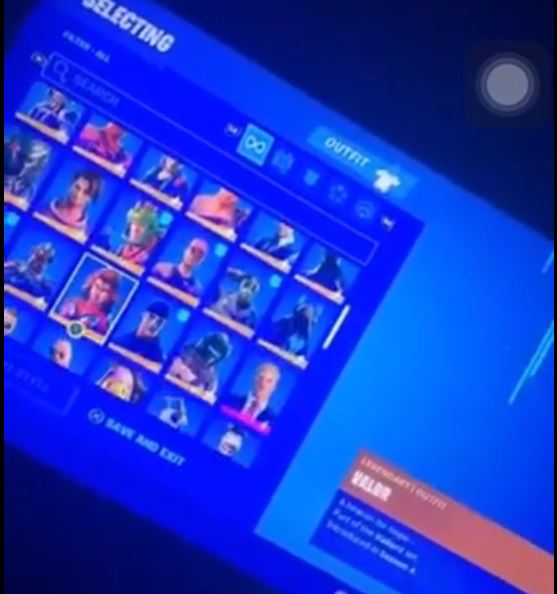 SELECTING
FILTER - ALL
SEARCH
OUTFIT
STYLE
SAVE AND EXIT
LEGENDARY | OUTFIT
VALOR
A beacon for hope.
Part of the Valiant set.
Introduced in Season 4.